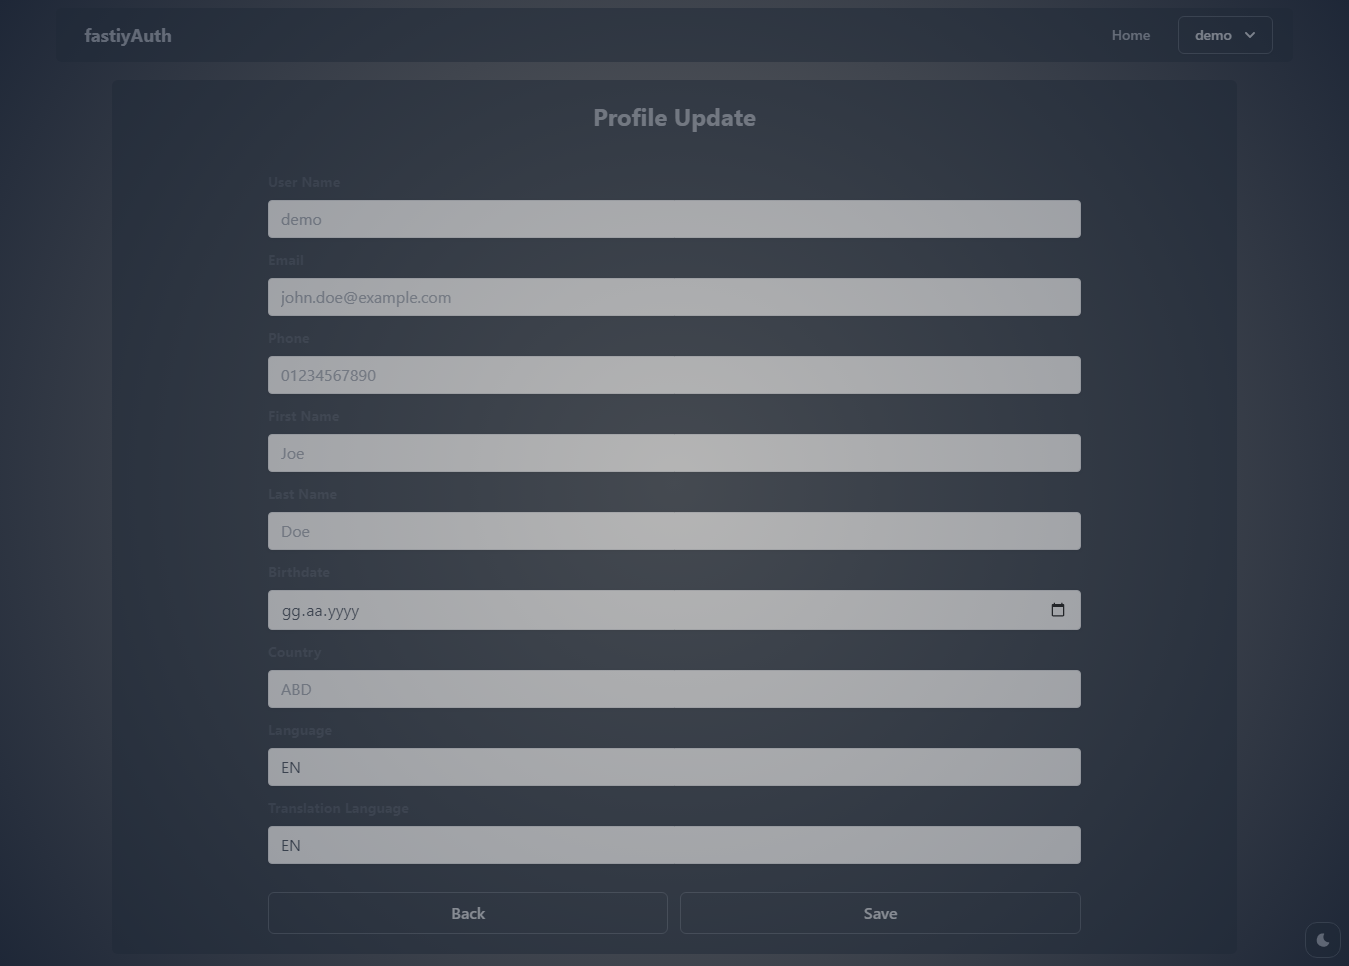 fastiyAuth
Home
demo
Profile Update
User Name
demo
Email
john.doe@example.com
Phone
01234567890
First Name
Joe
Last Name
Doe
Birthdate
gg.aa.yyyy
Country
ABD
Language
EN
Translation Language
EN
Back
Save